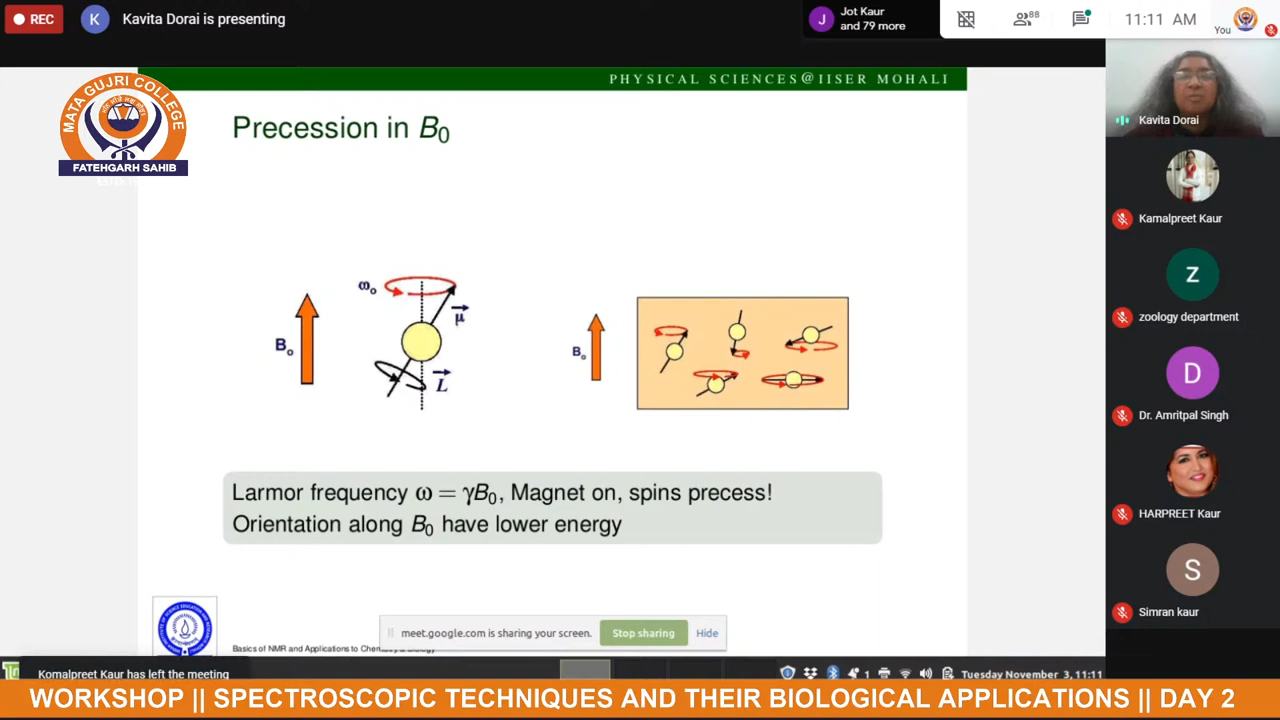 REC
K
Kavita Dorai is presenting
J
Jot Kaur
and 79 more
88
11:11 AM
You
PHYSICAL SCIENCES@IISER MOHALI
MATA GUJRI COLLEGE
FATEHGARH SAHIB
Precession in B₀
ω₀
μ
B₀
L
B₀
Larmor frequency ω = γB₀, Magnet on, spins precess!
Orientation along B₀ have lower energy
meet.google.com is sharing your screen.
Stop sharing
Hide
Basics of NMR and Applications to Chemistry & Biology
Kavita Dorai
Kamalpreet Kaur
Z
zoology department
D
Dr. Amritpal Singh
HARPREET Kaur
S
Simran kaur
Komalpreet Kaur has left the meeting
1
Tuesday November 3, 11:11
WORKSHOP || SPECTROSCOPIC TECHNIQUES AND THEIR BIOLOGICAL APPLICATIONS || DAY 2